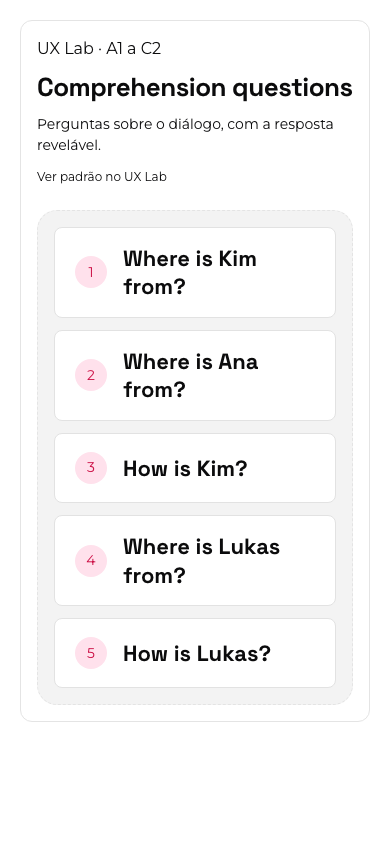 UX Lab · A1 a C2
Comprehension questions
Perguntas sobre o diálogo, com a resposta
revelável.
Ver padrão no UX Lab
1
Where is Kim
from?
2
Where is Ana
from?
3
How is Kim?
4
Where is Lukas
from?
5
How is Lukas?